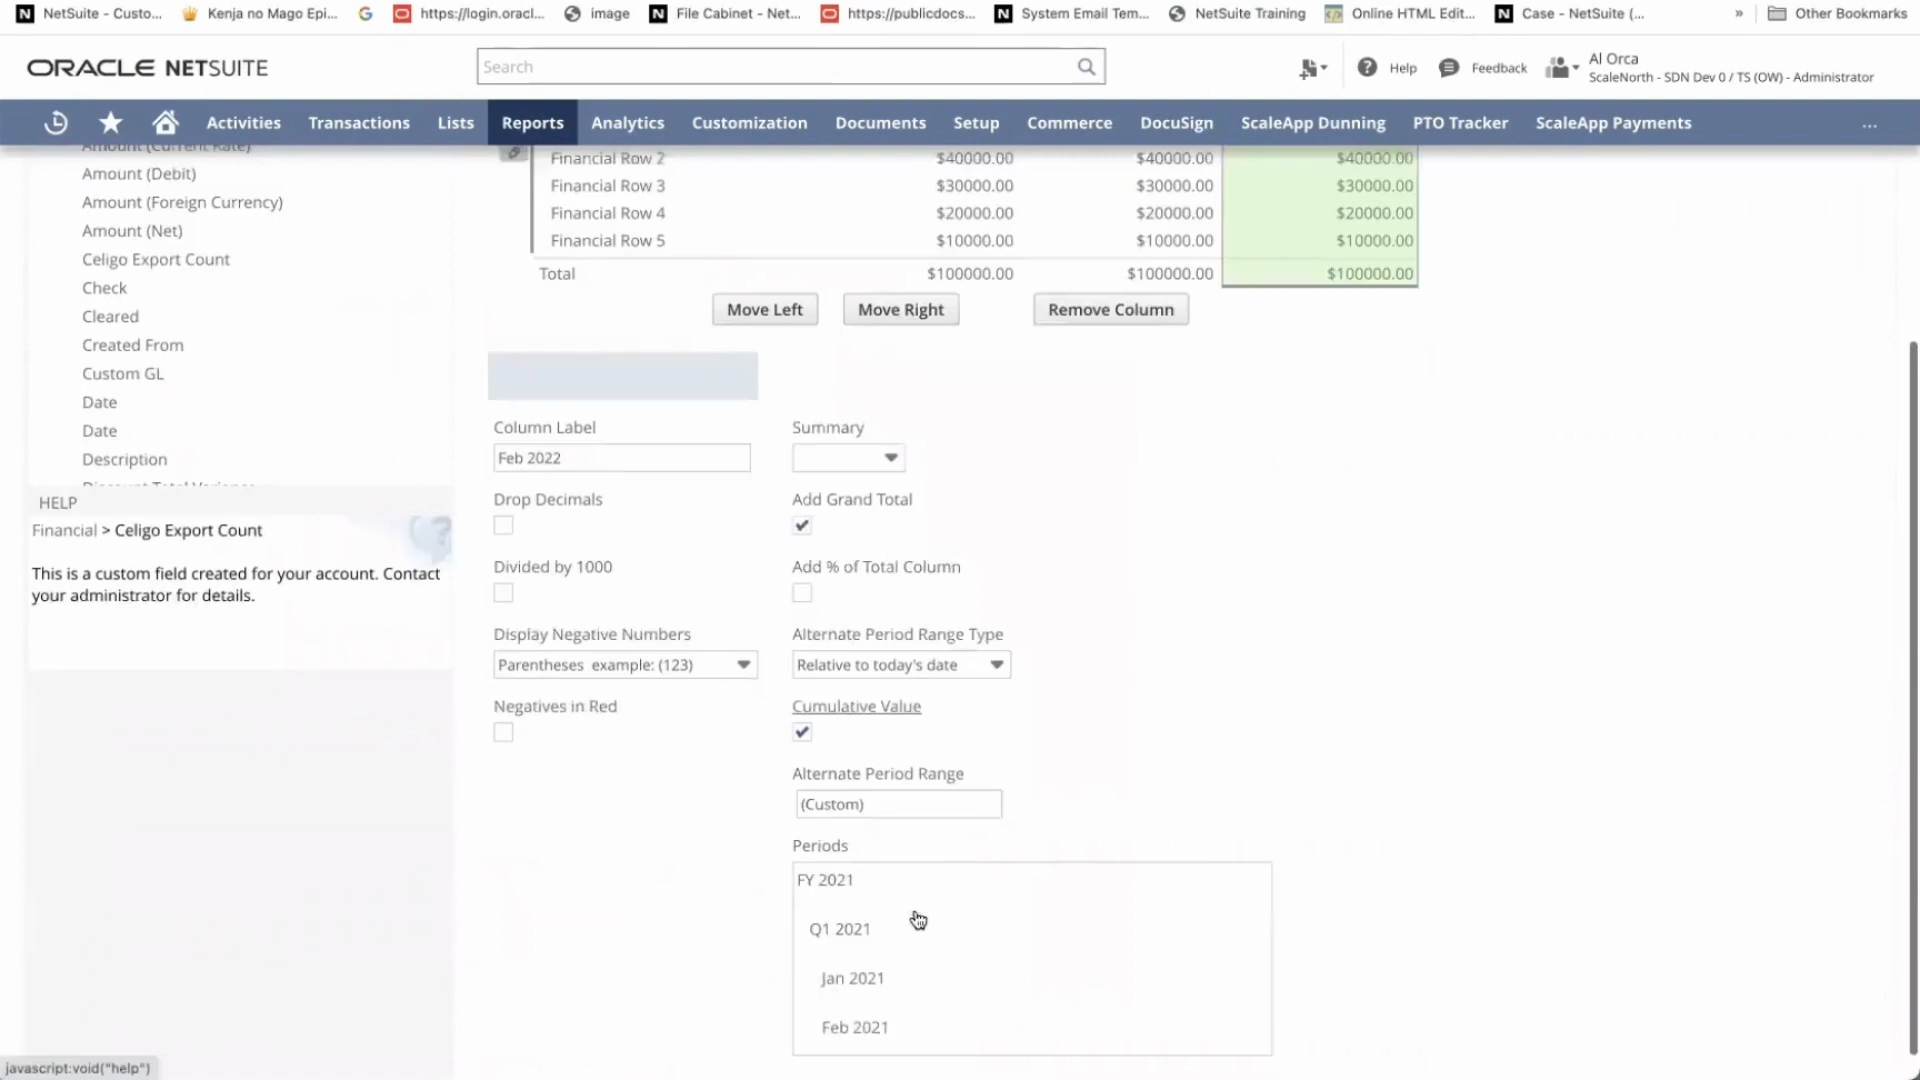 NetSuite - Custo...
Kenja no Mago Epi...
https://login.oracl...
image
File Cabinet - Net...
https://publicdocs...
System Email Tem...
NetSuite Training
Online HTML Edit...
Case - NetSuite (...
»
Other Bookmarks
ORACLE NETSUITE
Search
Help
Feedback
Al Orca
ScaleNorth - SDN Dev 0 / TS (OW) - Administrator
Activities
Transactions
Lists
Reports
Analytics
Customization
Documents
Setup
Commerce
DocuSign
ScaleApp Dunning
PTO Tracker
ScaleApp Payments
...
Amount (Current Rate)
Amount (Debit)
Amount (Foreign Currency)
Amount (Net)
Celigo Export Count
Check
Cleared
Created From
Custom GL
Date
Date
Description
Discount Total Variance
HELP
Financial > Celigo Export Count
This is a custom field created for your account. Contact
your administrator for details.
Financial Row 2 $40000.00 $40000.00 $40000.00
Financial Row 3 $30000.00 $30000.00 $30000.00
Financial Row 4 $20000.00 $20000.00 $20000.00
Financial Row 5 $10000.00 $10000.00 $10000.00
Total $100000.00 $100000.00 $100000.00
Move Left
Move Right
Remove Column
Column Label
Feb 2022
Drop Decimals
Divided by 1000
Display Negative Numbers
Parentheses example: (123)
Negatives in Red
Summary
Add Grand Total
Add % of Total Column
Alternate Period Range Type
Relative to today's date
Cumulative Value
Alternate Period Range
(Custom)
Periods
FY 2021
Q1 2021
Jan 2021
Feb 2021
javascript:void("help")